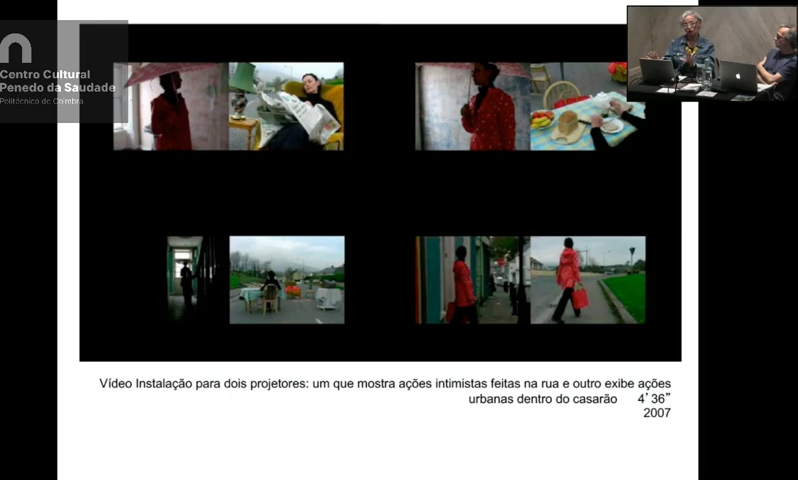 Centro Cultural
Penedo da Saudade
Politécnico de Coimbra
Vídeo Instalação para dois projetores: um que mostra ações intimistas feitas na rua e outro exibe ações
urbanas dentro do casarão 4’36”
2007